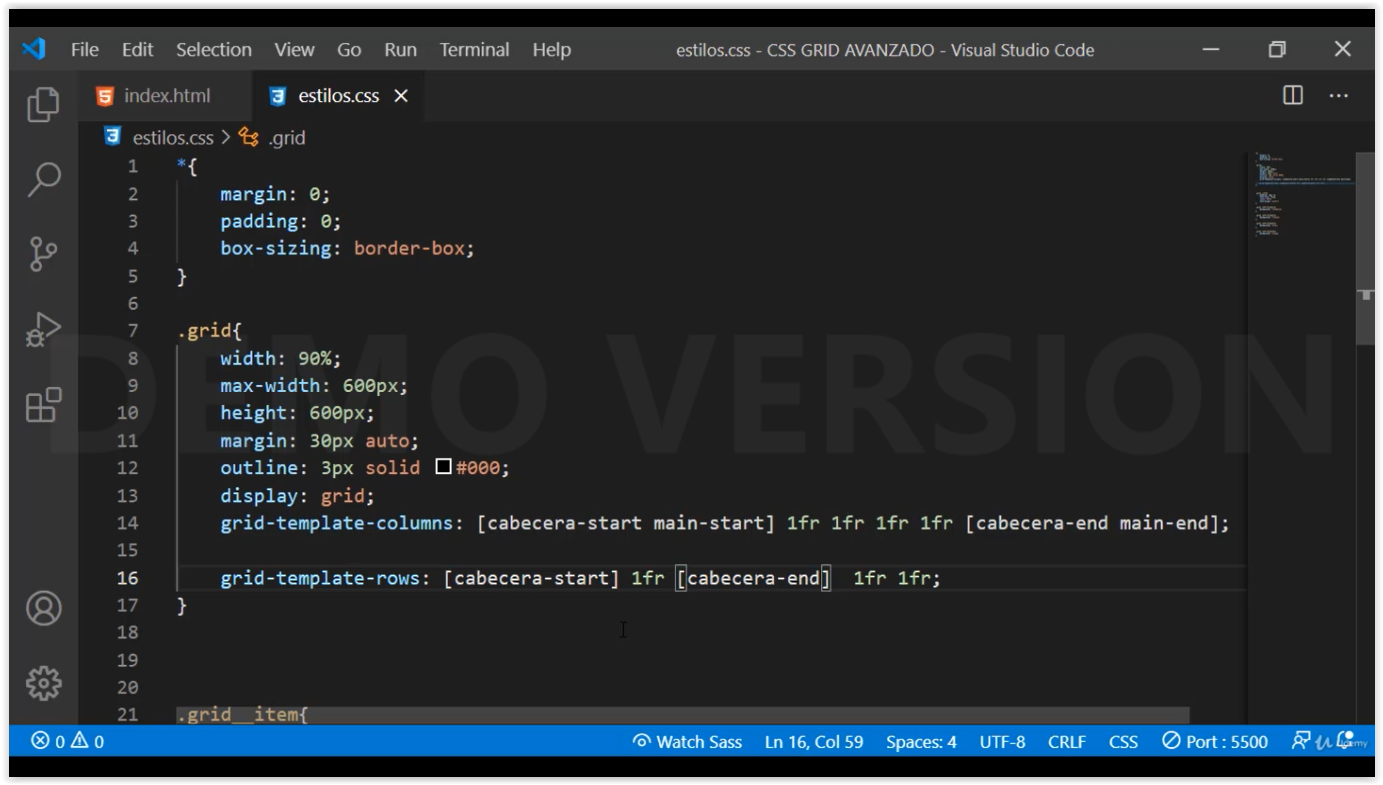 File Edit Selection View Go Run Terminal Help estilos.css - CSS GRID AVANZADO - Visual Studio Code
index.html estilos.css
estilos.css > .grid
1 *{
2 margin: 0;
3 padding: 0;
4 box-sizing: border-box;
5 }
6
7 .grid{
8 width: 90%;
9 max-width: 600px;
10 height: 600px;
11 margin: 30px auto;
12 outline: 3px solid #000;
13 display: grid;
14 grid-template-columns: [cabecera-start main-start] 1fr 1fr 1fr 1fr [cabecera-end main-end];
15
16 grid-template-rows: [cabecera-start] 1fr [cabecera-end]  1fr 1fr;
17 }
18
19
20
21 .grid__item{
DEMO VERSION
0 0 Watch Sass Ln 16, Col 59 Spaces: 4 UTF-8 CRLF CSS Port : 5500